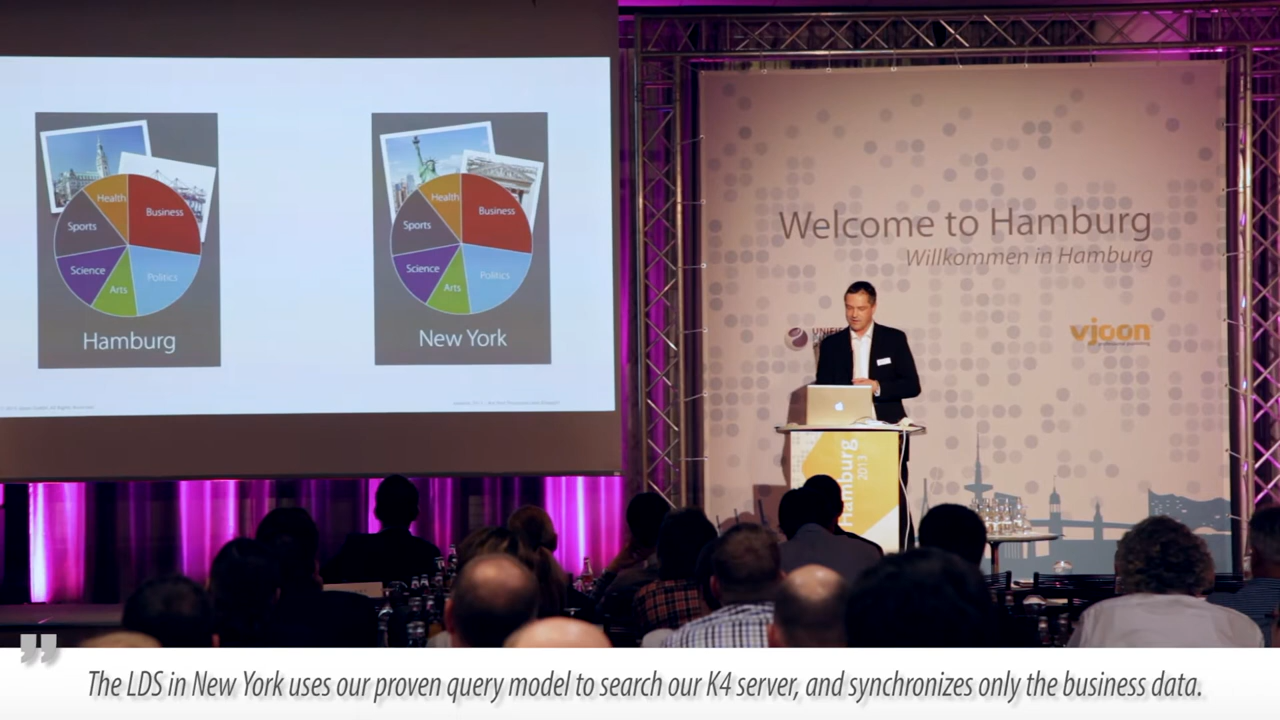 Health
Business
Sports
Science
Politics
Arts
Hamburg
Health
Business
Sports
Science
Politics
Arts
New York
Welcome to Hamburg
Willkommen in Hamburg
vjoon
Hamburg
2013
”
The LDS in New York uses our proven query model to search our K4 server, and synchronizes only the business data.